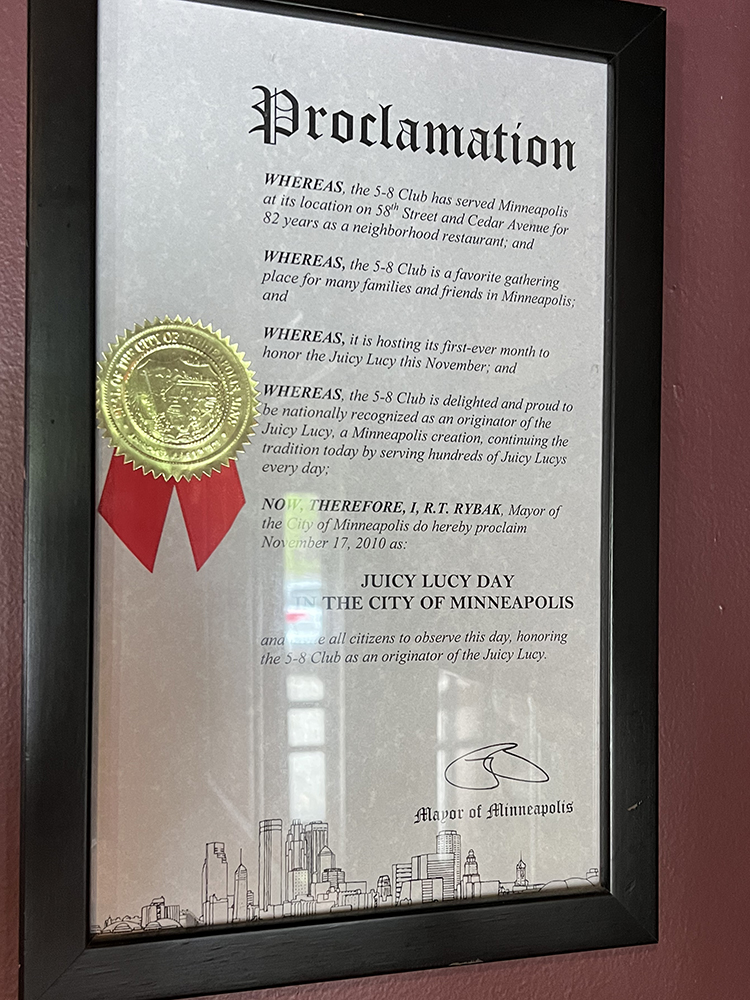 Proclamation
WHEREAS, the 5-8 Club has served Minneapolis
at its location on 58th Street and Cedar Avenue for
82 years as a neighborhood restaurant; and
WHEREAS, the 5-8 Club is a favorite gathering
place for many families and friends in Minneapolis;
and
WHEREAS, it is hosting its first-ever month to
honor the Juicy Lucy this November; and
WHEREAS, the 5-8 Club is delighted and proud to
be nationally recognized as an originator of the
Juicy Lucy, a Minneapolis creation, continuing the
tradition today by serving hundreds of Juicy Lucys
every day;
NOW, THEREFORE, I, R.T. RYBAK, Mayor of
the City of Minneapolis do hereby proclaim
November 17, 2010 as:
JUICY LUCY DAY
IN THE CITY OF MINNEAPOLIS
and all citizens to observe this day, honoring
the 5-8 Club as an originator of the Juicy Lucy.
Mayor of Minneapolis
SEAL OF THE CITY OF MINNEAPOLIS